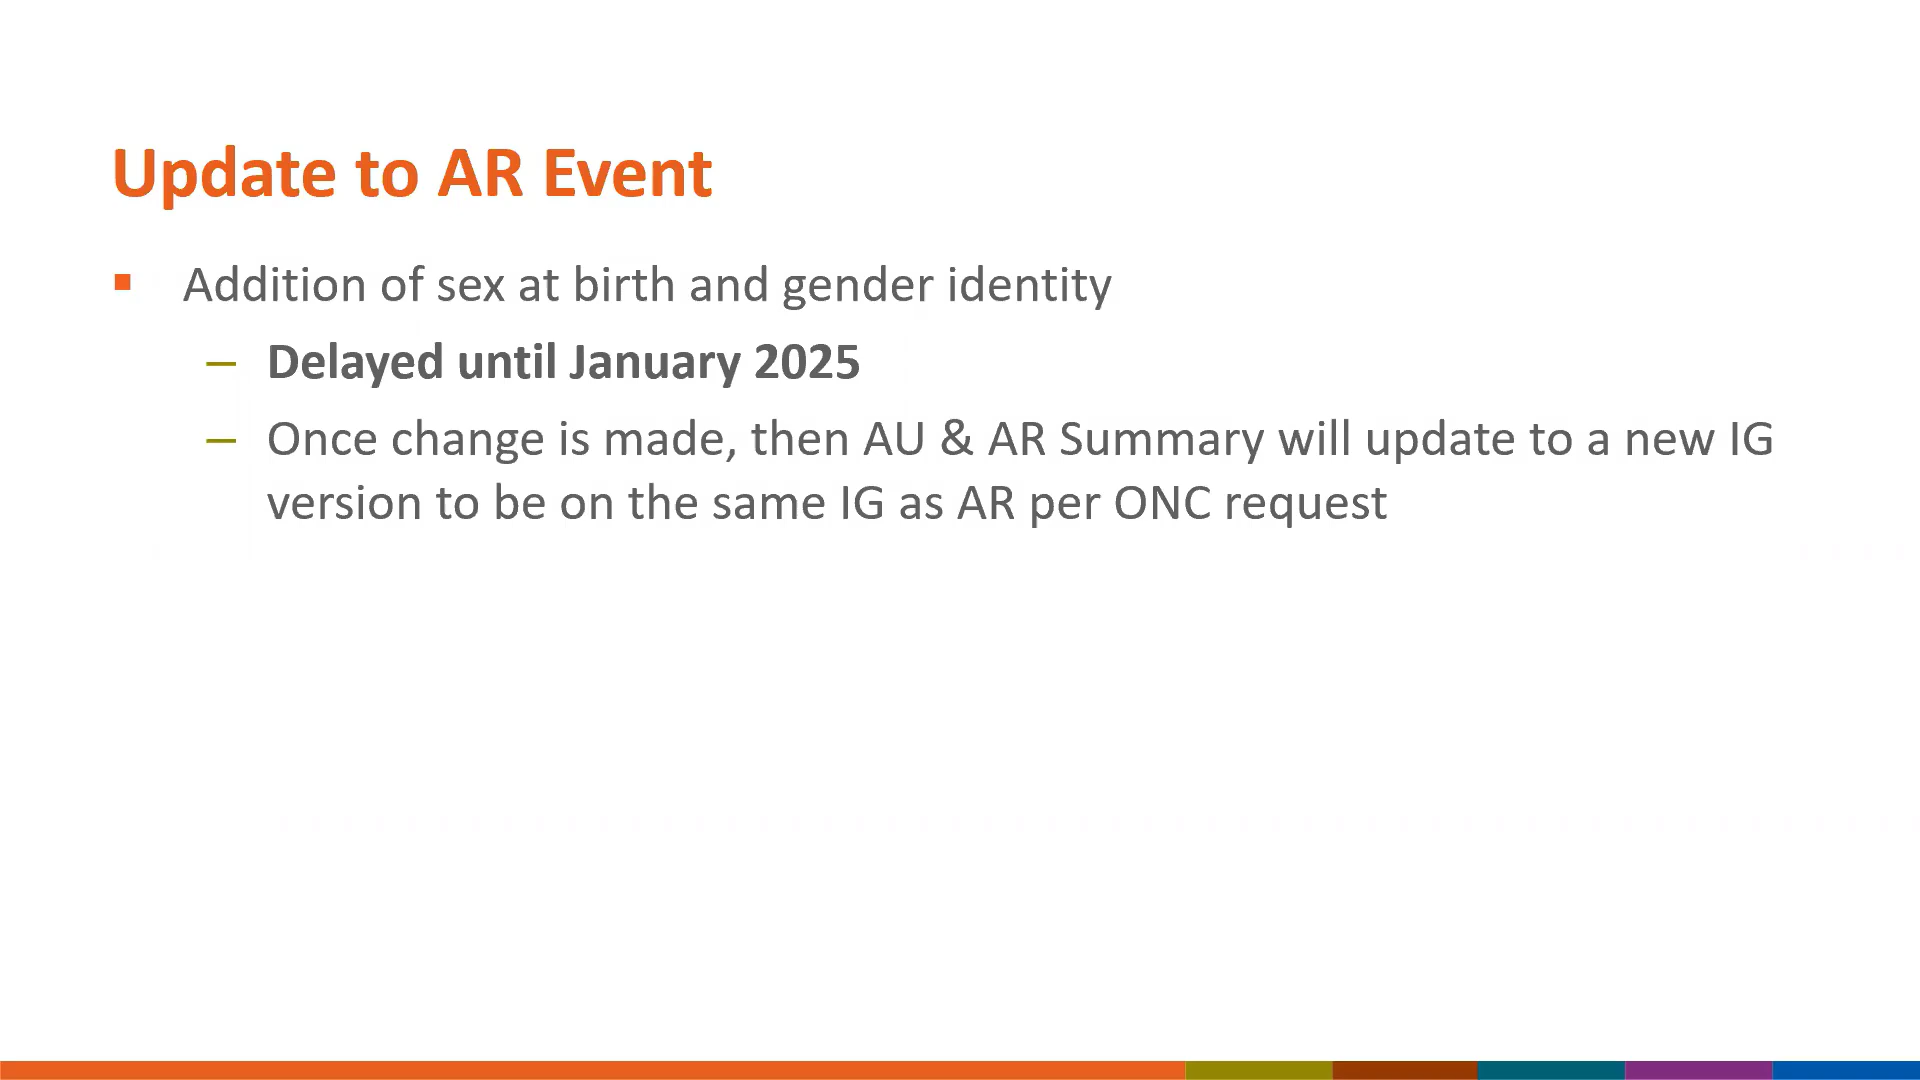 Update to AR Event
▪ Addition of sex at birth and gender identity
– Delayed until January 2025
– Once change is made, then AU & AR Summary will update to a new IG
version to be on the same IG as AR per ONC request